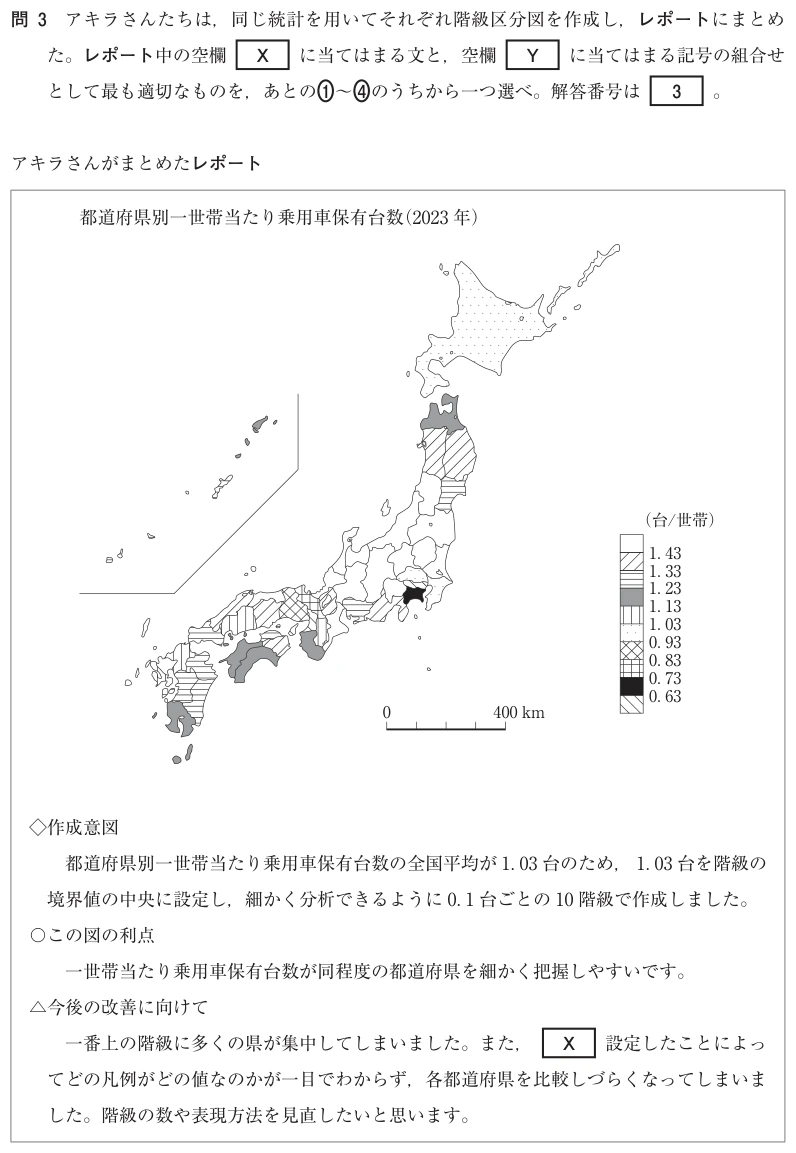 問3 アキラさんたちは，同じ統計を用いてそれぞれ階級区分図を作成し，レポートにまとめ
た。レポート中の空欄 X に当てはまる文と，空欄 Y に当てはまる記号の組合せ
として最も適切なものを，あとの①～④のうちから一つ選べ。解答番号は 3 。
アキラさんがまとめたレポート
都道府県別一世帯当たり乗用車保有台数(2023年)
(台/世帯)
1.43
1.33
1.23
1.13
1.03
0.93
0.83
0.73
0.63
0 400 km
◇作成意図
都道府県別一世帯当たり乗用車保有台数の全国平均が1.03台のため，1.03台を階級の
境界値の中央に設定し，細かく分析できるように0.1台ごとの10階級で作成しました。
○この図の利点
一世帯当たり乗用車保有台数が同程度の都道府県を細かく把握しやすいです。
△今後の改善に向けて
一番上の階級に多くの県が集中してしまいました。また， X 設定したことによっ
てどの凡例がどの値なのかが一目でわからず，各都道府県を比較しづらくなってしまいま
した。階級の数や表現方法を見直したいと思います。